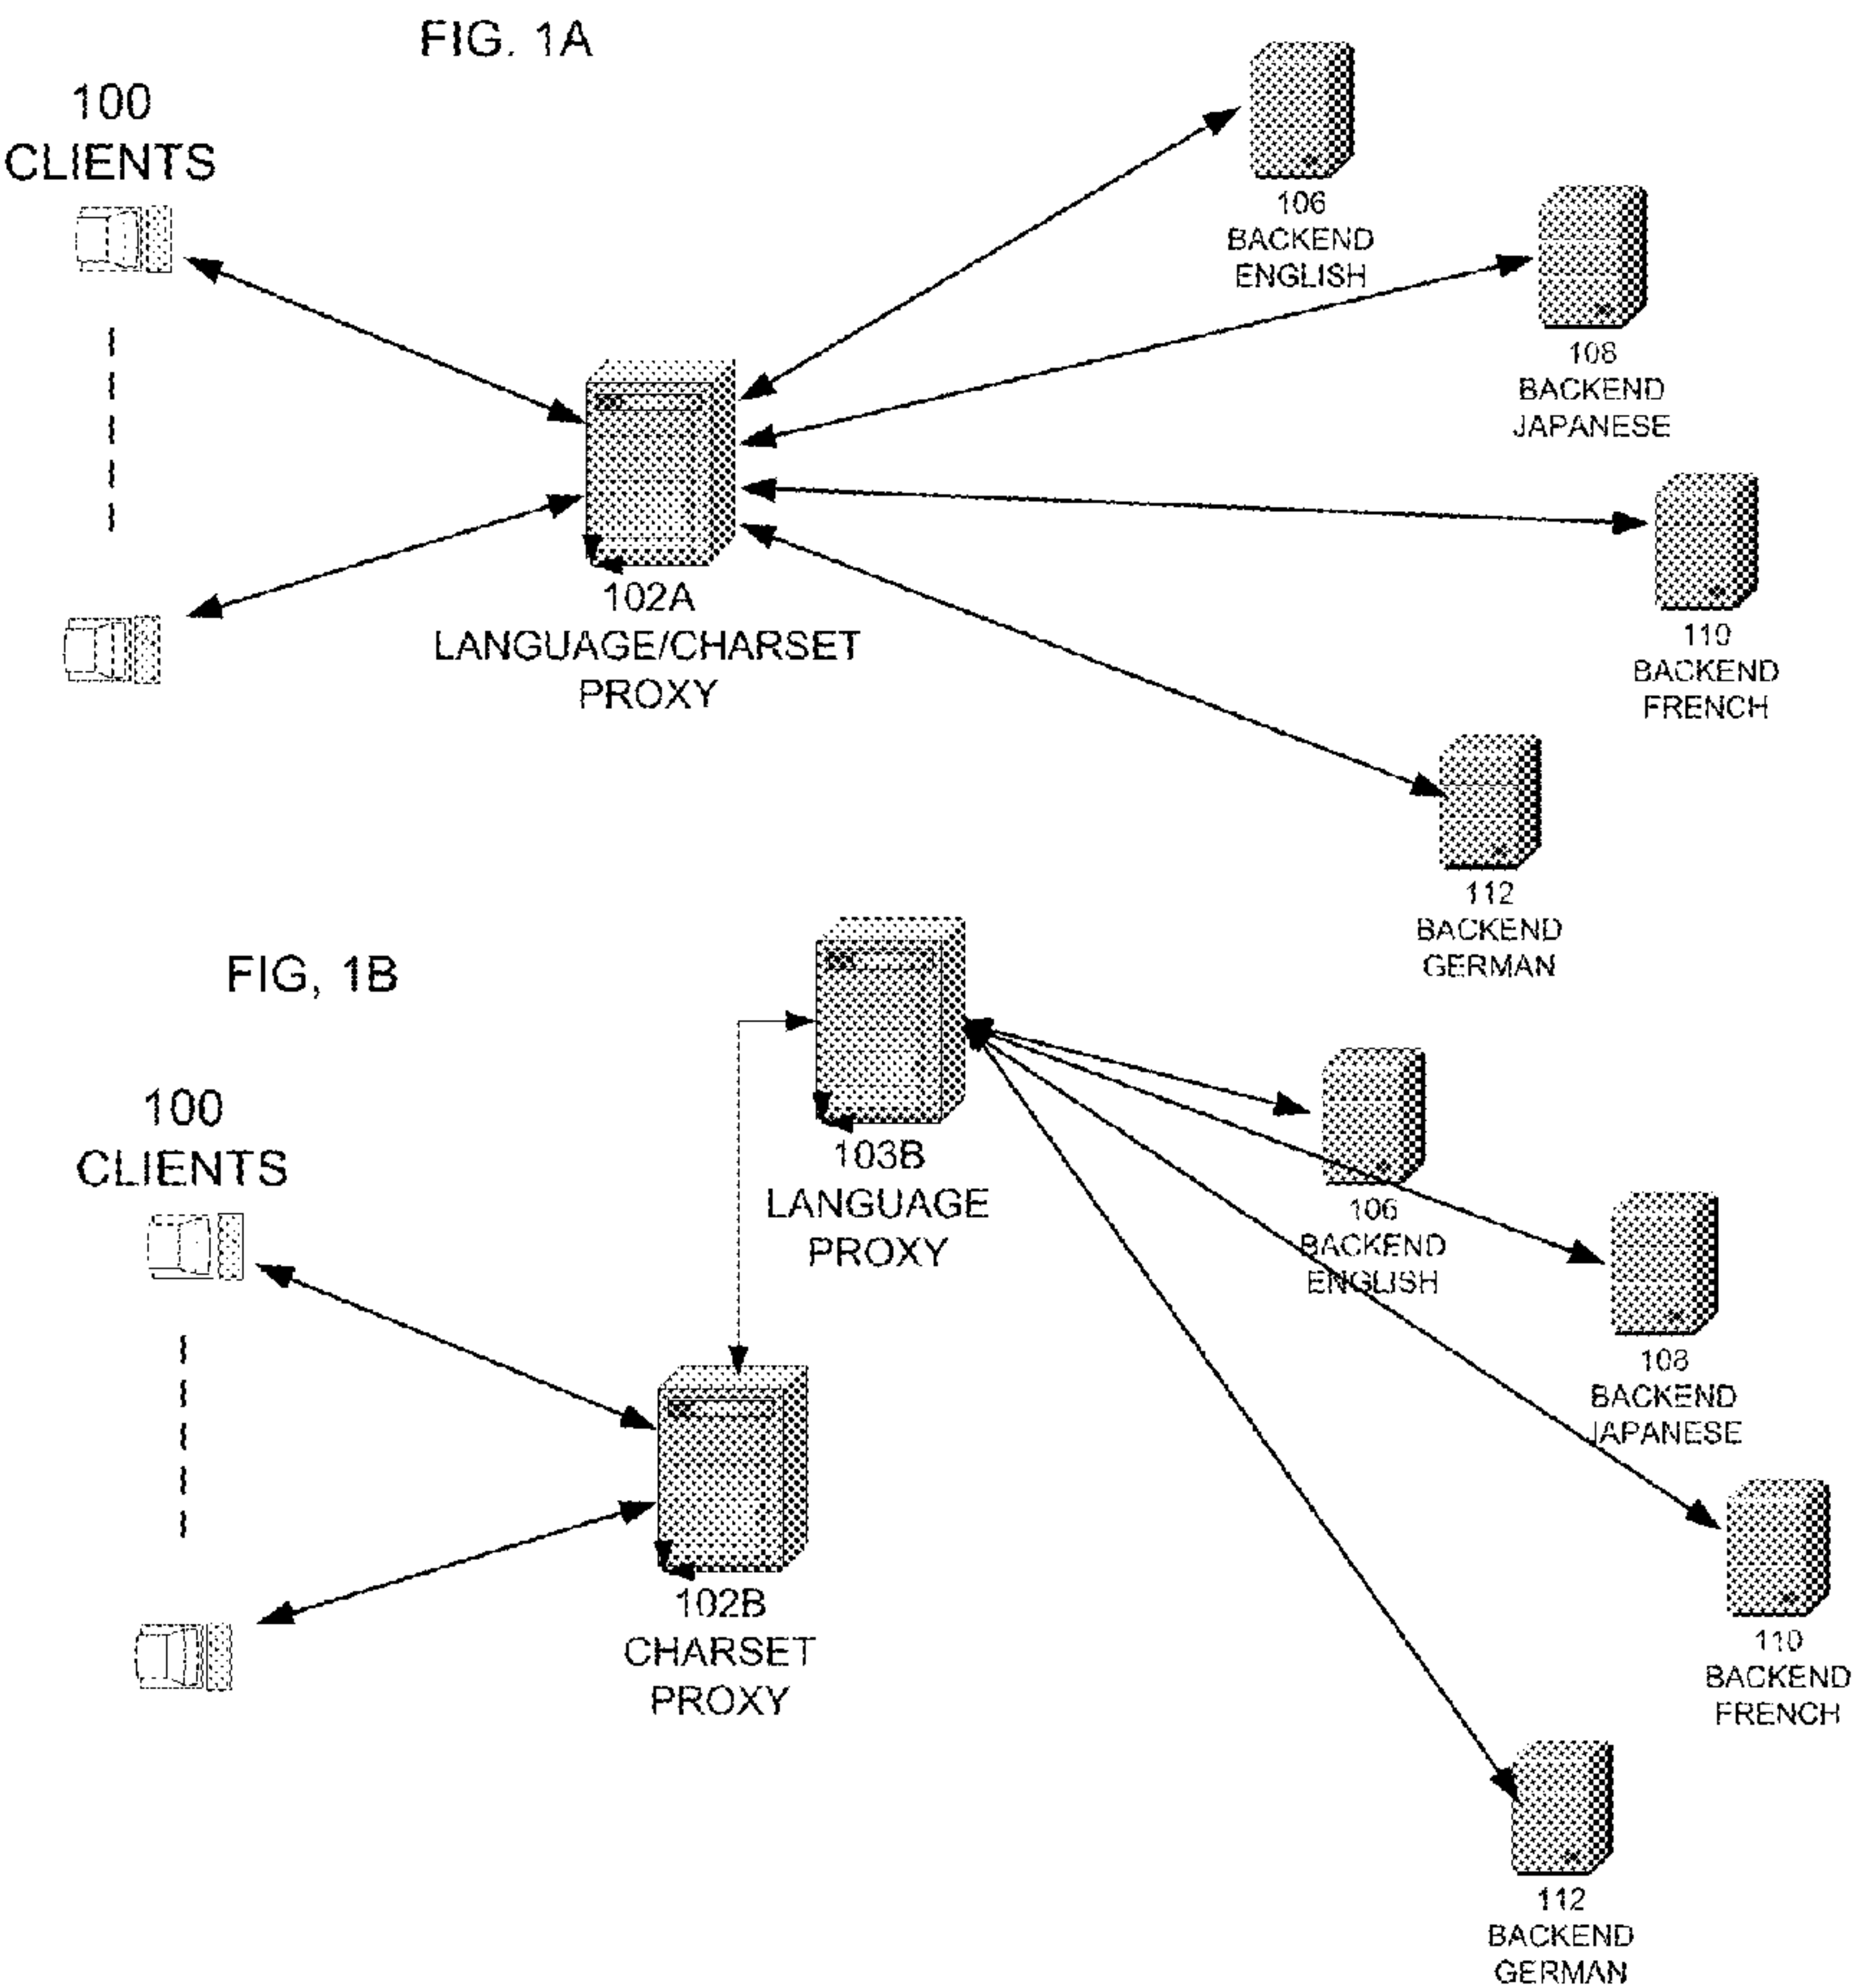 FIG. 1A
100
CLIENTS
106
BACKEND
ENGLISH
108
BACKEND
JAPANESE
102A
LANGUAGE/CHARSET
PROXY
110
BACKEND
FRENCH
112
BACKEND
GERMAN
FIG, 1B
100
CLIENTS
103B
LANGUAGE
PROXY
106
BACKEND
ENGLISH
108
BACKEND
JAPANESE
102B
CHARSET
PROXY
110
BACKEND
FRENCH
112
BACKEND
GERMAN